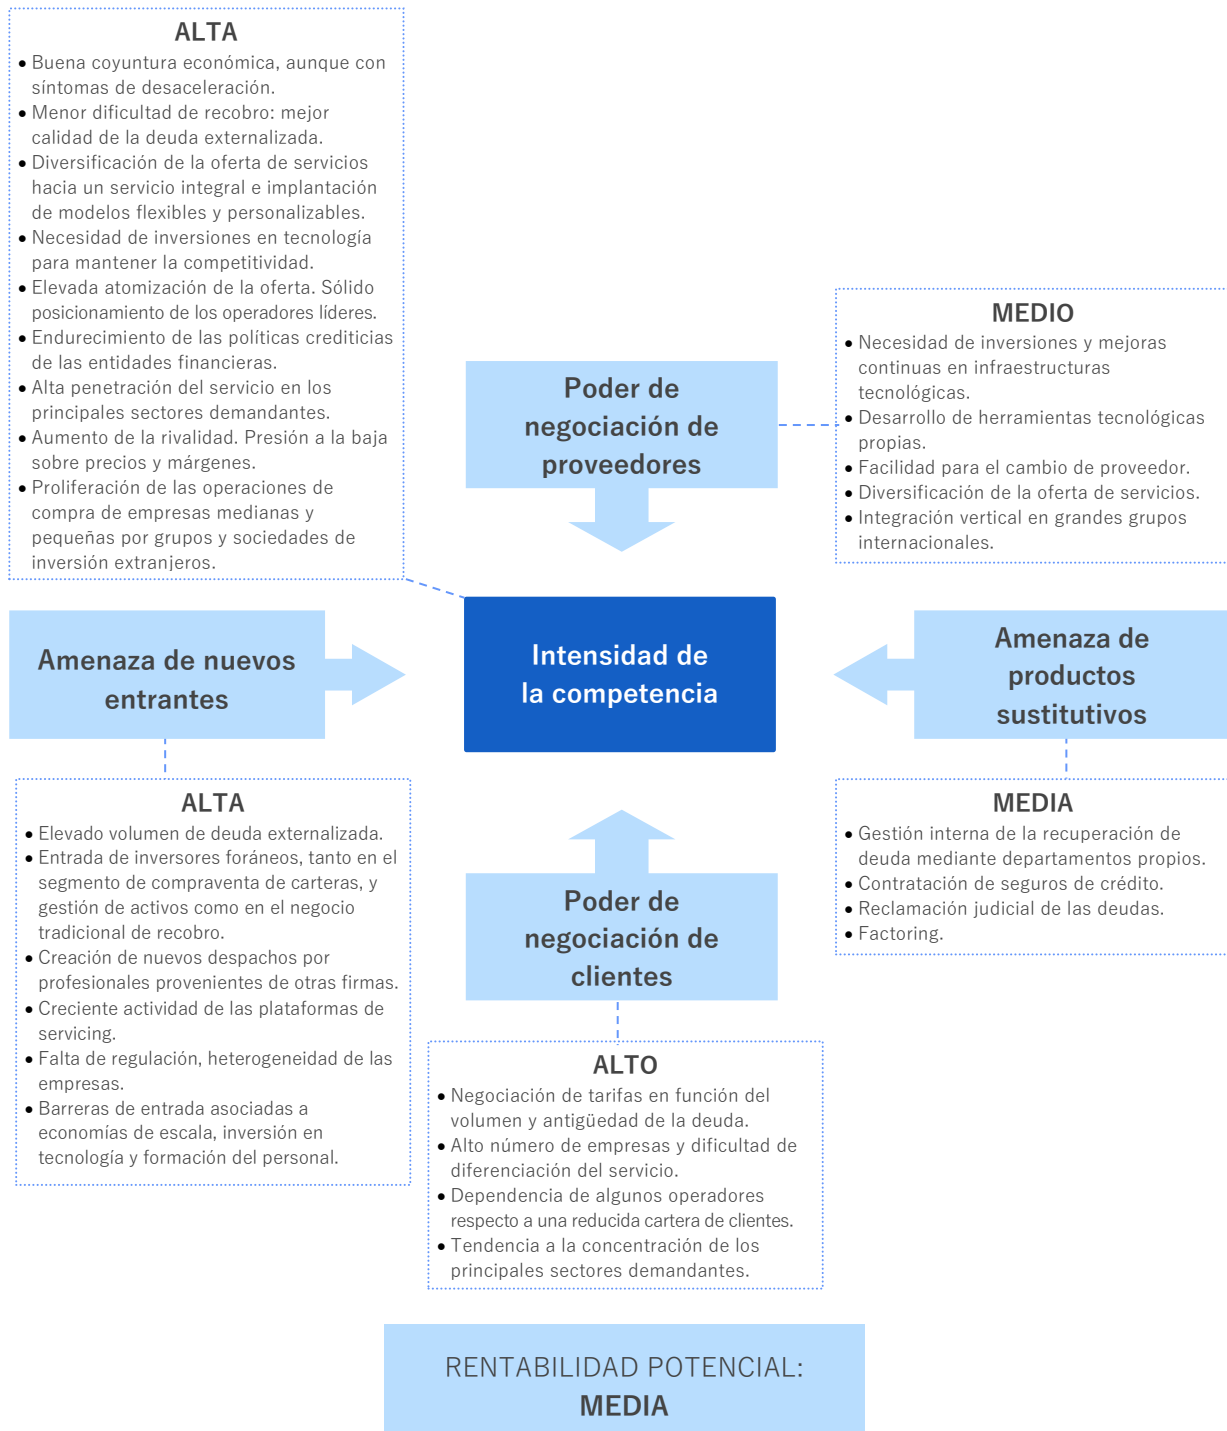 ALTA
• Buena coyuntura económica, aunque con
síntomas de desaceleración.
• Menor dificultad de recobro: mejor
calidad de la deuda externalizada.
• Diversificación de la oferta de servicios
hacia un servicio integral e implantación
de modelos flexibles y personalizables.
• Necesidad de inversiones en tecnología
para mantener la competitividad.
• Elevada atomización de la oferta. Sólido
posicionamiento de los operadores líderes.
• Endurecimiento de las políticas crediticias
de las entidades financieras.
• Alta penetración del servicio en los
principales sectores demandantes.
• Aumento de la rivalidad. Presión a la baja
sobre precios y márgenes.
• Proliferación de las operaciones de
compra de empresas medianas y
pequeñas por grupos y sociedades de
inversión extranjeros.
Poder de
negociación de
proveedores
MEDIO
• Necesidad de inversiones y mejoras
continuas en infraestructuras
tecnológicas.
• Desarrollo de herramientas tecnológicas
propias.
• Facilidad para el cambio de proveedor.
• Diversificación de la oferta de servicios.
• Integración vertical en grandes grupos
internacionales.
Amenaza de nuevos
entrantes
Intensidad de
la competencia
Amenaza de
productos
sustitutivos
ALTA
• Elevado volumen de deuda externalizada.
• Entrada de inversores foráneos, tanto en el
segmento de compraventa de carteras, y
gestión de activos como en el negocio
tradicional de recobro.
• Creación de nuevos despachos por
profesionales provenientes de otras firmas.
• Creciente actividad de las plataformas de
servicing.
• Falta de regulación, heterogeneidad de las
empresas.
• Barreras de entrada asociadas a
economías de escala, inversión en
tecnología y formación del personal.
Poder de
negociación de
clientes
MEDIA
• Gestión interna de la recuperación de
deuda mediante departamentos propios.
• Contratación de seguros de crédito.
• Reclamación judicial de las deudas.
• Factoring.
ALTO
• Negociación de tarifas en función del
volumen y antigüedad de la deuda.
• Alto número de empresas y dificultad de
diferenciación del servicio.
• Dependencia de algunos operadores
respecto a una reducida cartera de clientes.
• Tendencia a la concentración de los
principales sectores demandantes.
RENTABILIDAD POTENCIAL:
MEDIA